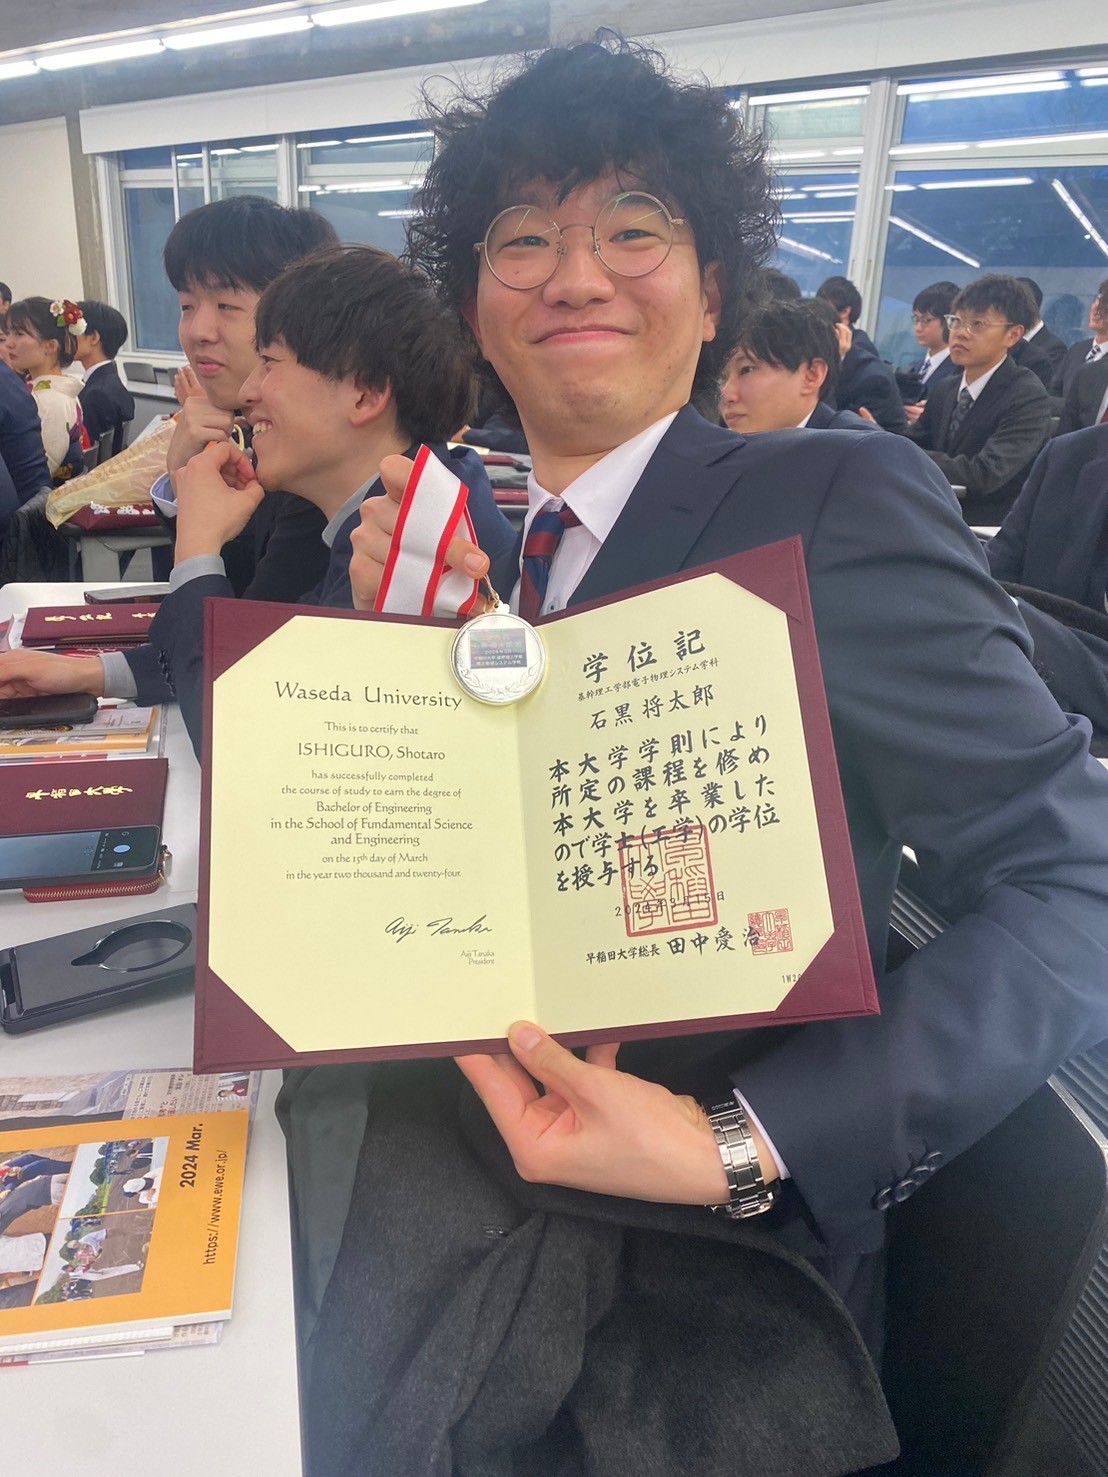 Waseda University
This is to certify that
ISHIGURO, Shotaro
has successfully completed
the course of study to earn the degree of
Bachelor of Engineering
in the School of Fundamental Science
and Engineering
on the 15th day of March
in the year two thousand and twenty-four.
Aiji Tanaka
President
学位記
基幹理工学部電子物理システム学科
石黒 将太郎
本大学学則により
所定の課程を修め
本大学を卒業した
ので学士(工学)の学位
を授与する
2024年3月15日
早稲田大学総長 田中愛治
2024 Mar.
https://www.ewe.or.jp/